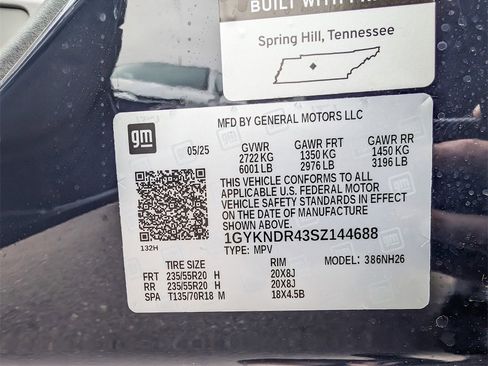 BUILT WITH
Spring Hill, Tennessee
gm
MFD BY GENERAL MOTORS LLC
05/25 GVWR GAWR FRT GAWR RR
2722 KG 1350 KG 1450 KG
6001 LB 2976 LB 3196 LB
THIS VEHICLE CONFORMS TO ALL
APPLICABLE U.S. FEDERAL MOTOR
VEHICLE SAFETY STANDARDS IN EFFECT
ON THE DATE OF MANUFACTURE
SHOWN ABOVE.
1GYKNDR43SZ144688
132H TYPE: MPV MODEL: 386NH26
TIRE SIZE RIM
FRT 235/55R20 H 20X8J
RR 235/55R20 H 20X8J
SPA T135/70R18 M 18X4.5B